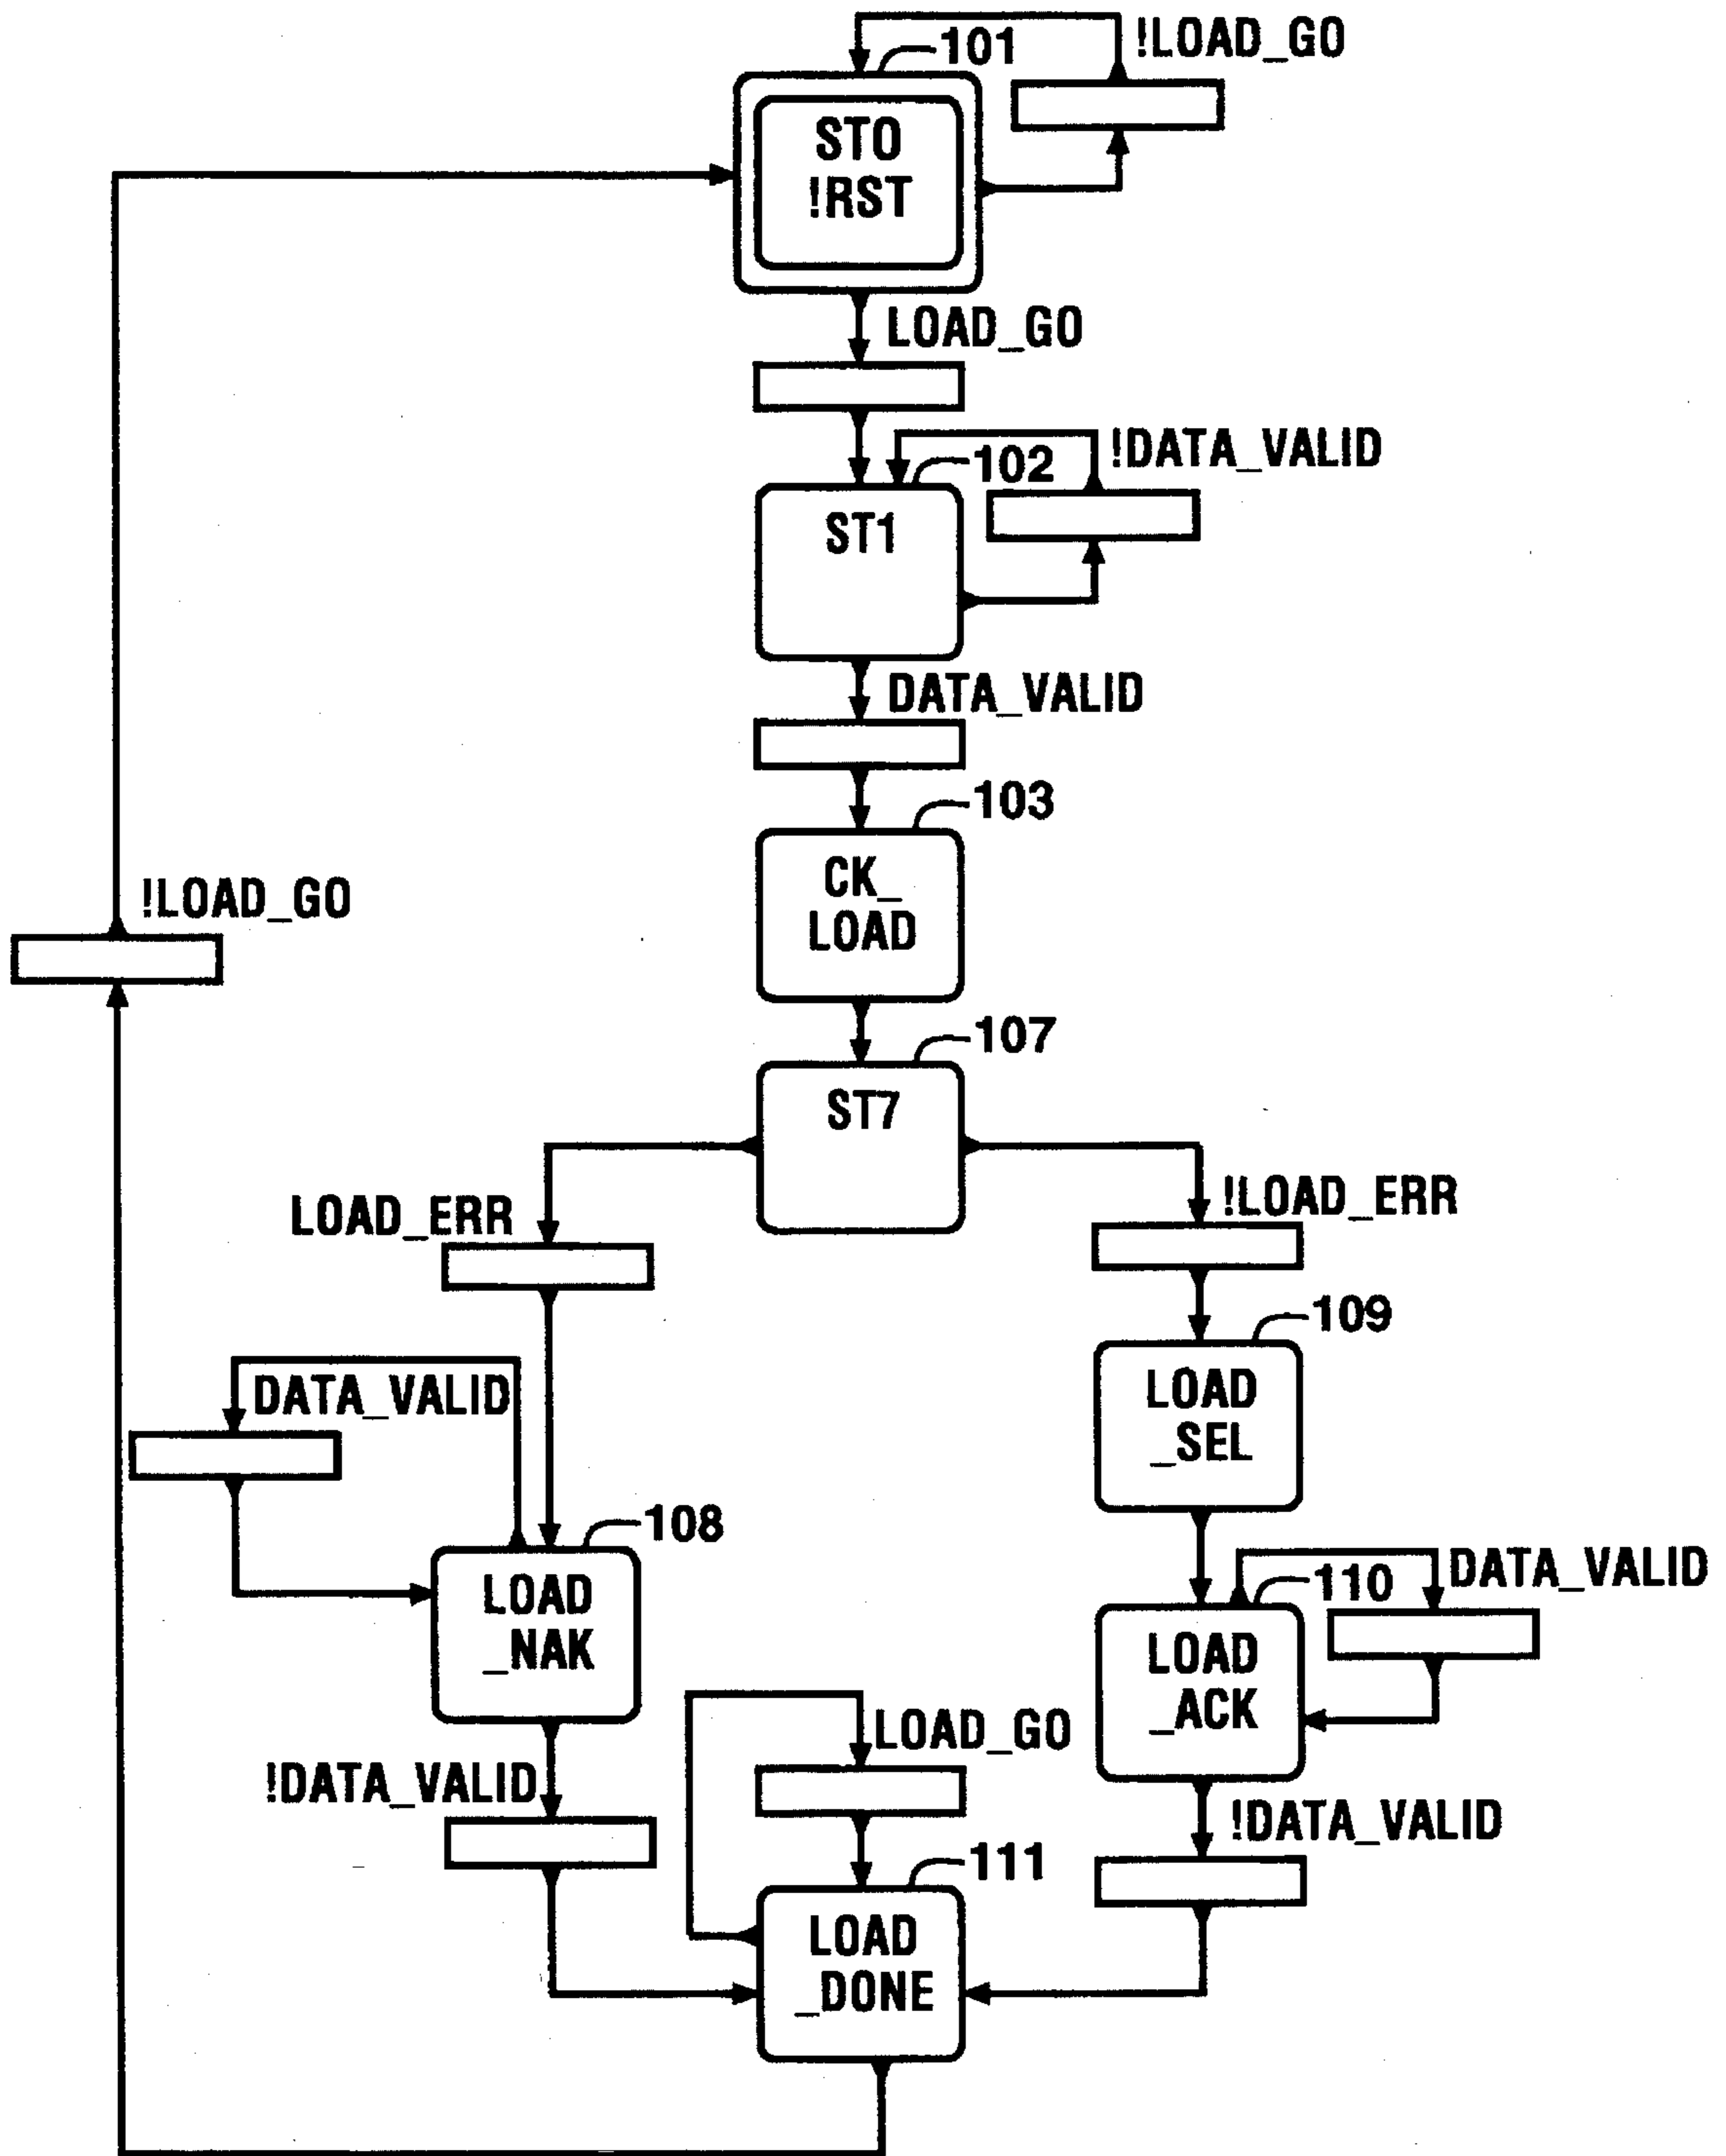 101
!LOAD_GO
ST0
!RST
LOAD_GO
!DATA_VALID
102
ST1
DATA_VALID
103
CK_
LOAD
!LOAD_GO
107
ST7
LOAD_ERR
!LOAD_ERR
109
DATA_VALID
LOAD
_SEL
108
LOAD
_NAK
110
DATA_VALID
LOAD
_ACK
LOAD_GO
!DATA_VALID
!DATA_VALID
111
LOAD
_DONE